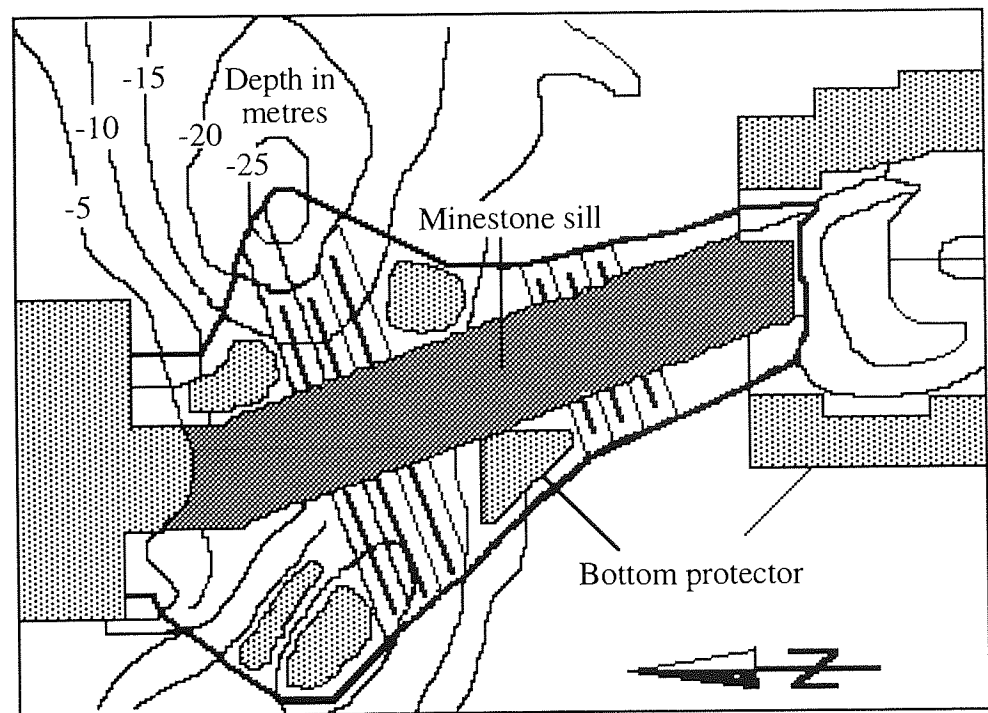 -15
Depth in
metres
-10
-20
-25
-5
Minestone sill
Bottom protector
N